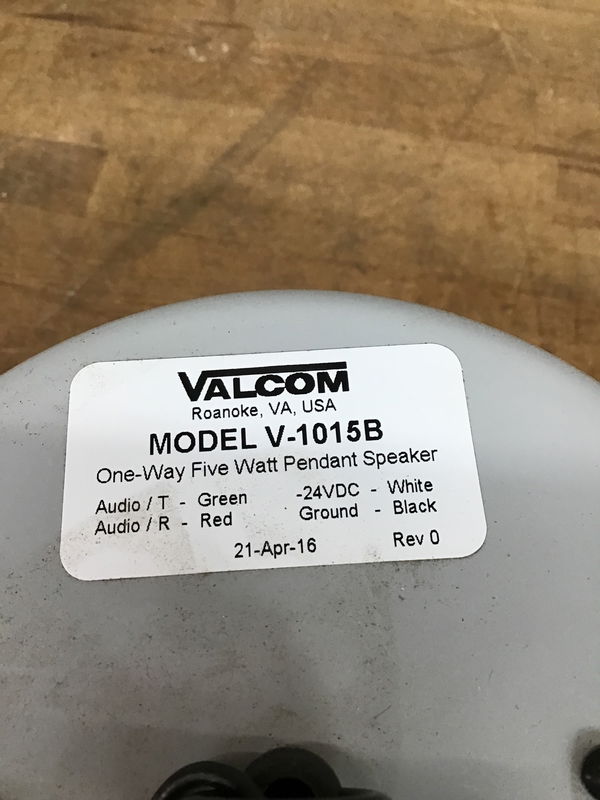 VALCOM
Roanoke, VA, USA
MODEL V-1015B
One-Way Five Watt Pendant Speaker
Audio / T - Green -24VDC - White
Audio / R - Red Ground - Black
21-Apr-16 Rev 0